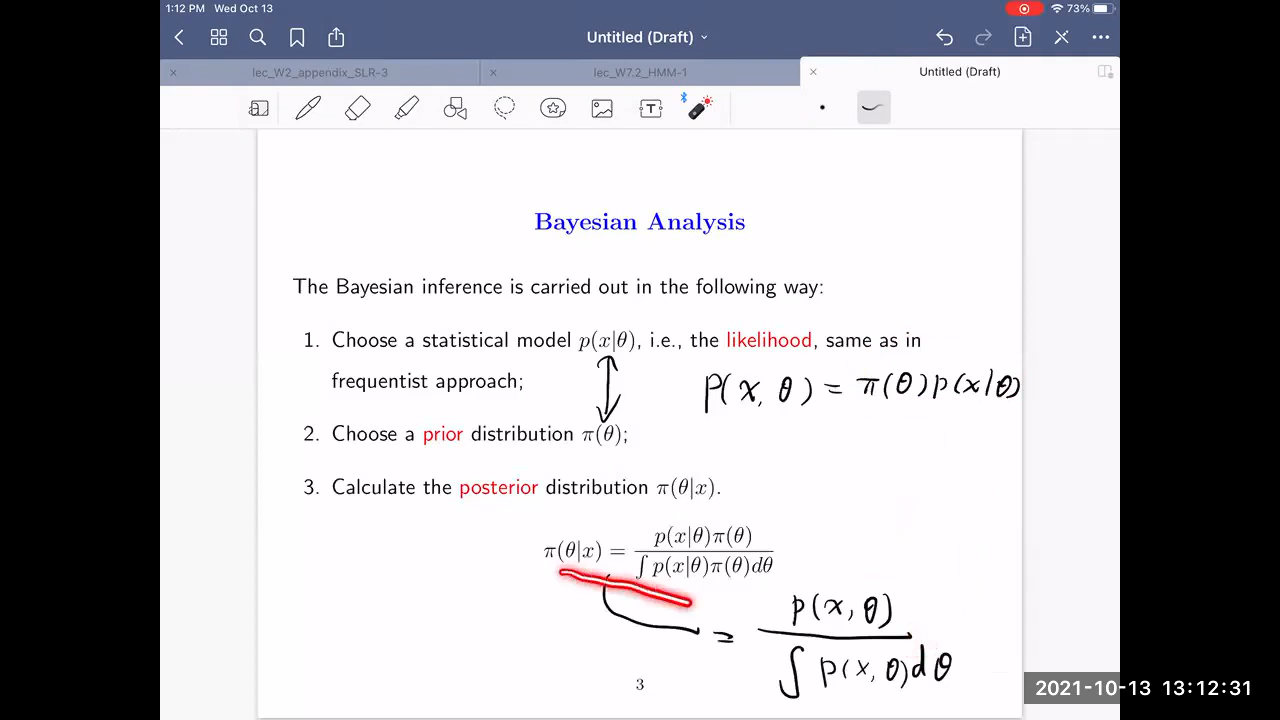 1:12 PM Wed Oct 13
73%
Untitled (Draft)
lec_W2_appendix_SLR-3
lec_W7.2_HMM-1
Untitled (Draft)
Bayesian Analysis
The Bayesian inference is carried out in the following way:
1. Choose a statistical model p(x|θ), i.e., the likelihood, same as in
frequentist approach;
P(x, θ) = π(θ)p(x|θ)
2. Choose a prior distribution π(θ);
3. Calculate the posterior distribution π(θ|x).
π(θ|x) = p(x|θ)π(θ)
∫ p(x|θ)π(θ)dθ
= p(x, θ)
∫ p(x, θ)dθ
3
2021-10-13 13:12:31